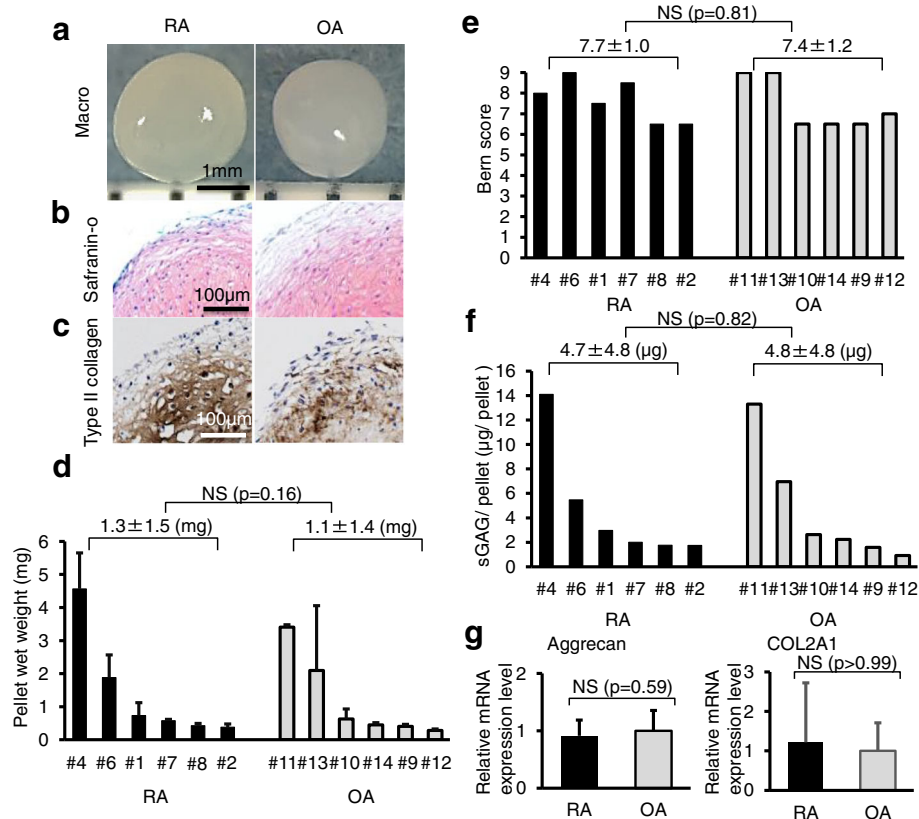 a
RA
OA
Macro
1mm
b
Safranin-o
100μm
c
Type II collagen
100μm
d
NS (p=0.16)
1.3±1.5 (mg)
1.1±1.4 (mg)
Pellet wet weight (mg)
6
5
4
3
2
1
0
#4 #6 #1 #7 #8 #2
#11 #13 #10 #14 #9 #12
RA
OA
e
NS (p=0.81)
7.7±1.0
7.4±1.2
Bern score
9
8
7
6
5
4
3
2
1
0
#4 #6 #1 #7 #8 #2
#11 #13 #10 #14 #9 #12
RA
OA
f
NS (p=0.82)
4.7±4.8 (μg)
4.8±4.8 (μg)
sGAG/ pellet (μg/ pellet )
16
14
12
10
8
6
4
2
0
#4 #6 #1 #7 #8 #2
#11 #13 #10 #14 #9 #12
RA
OA
g
Aggrecan
NS (p=0.59)
Relative mRNA
expression level
2
1
0
RA
OA
COL2A1
NS (p>0.99)
Relative mRNA
expression level
3
2
1
0
RA
OA